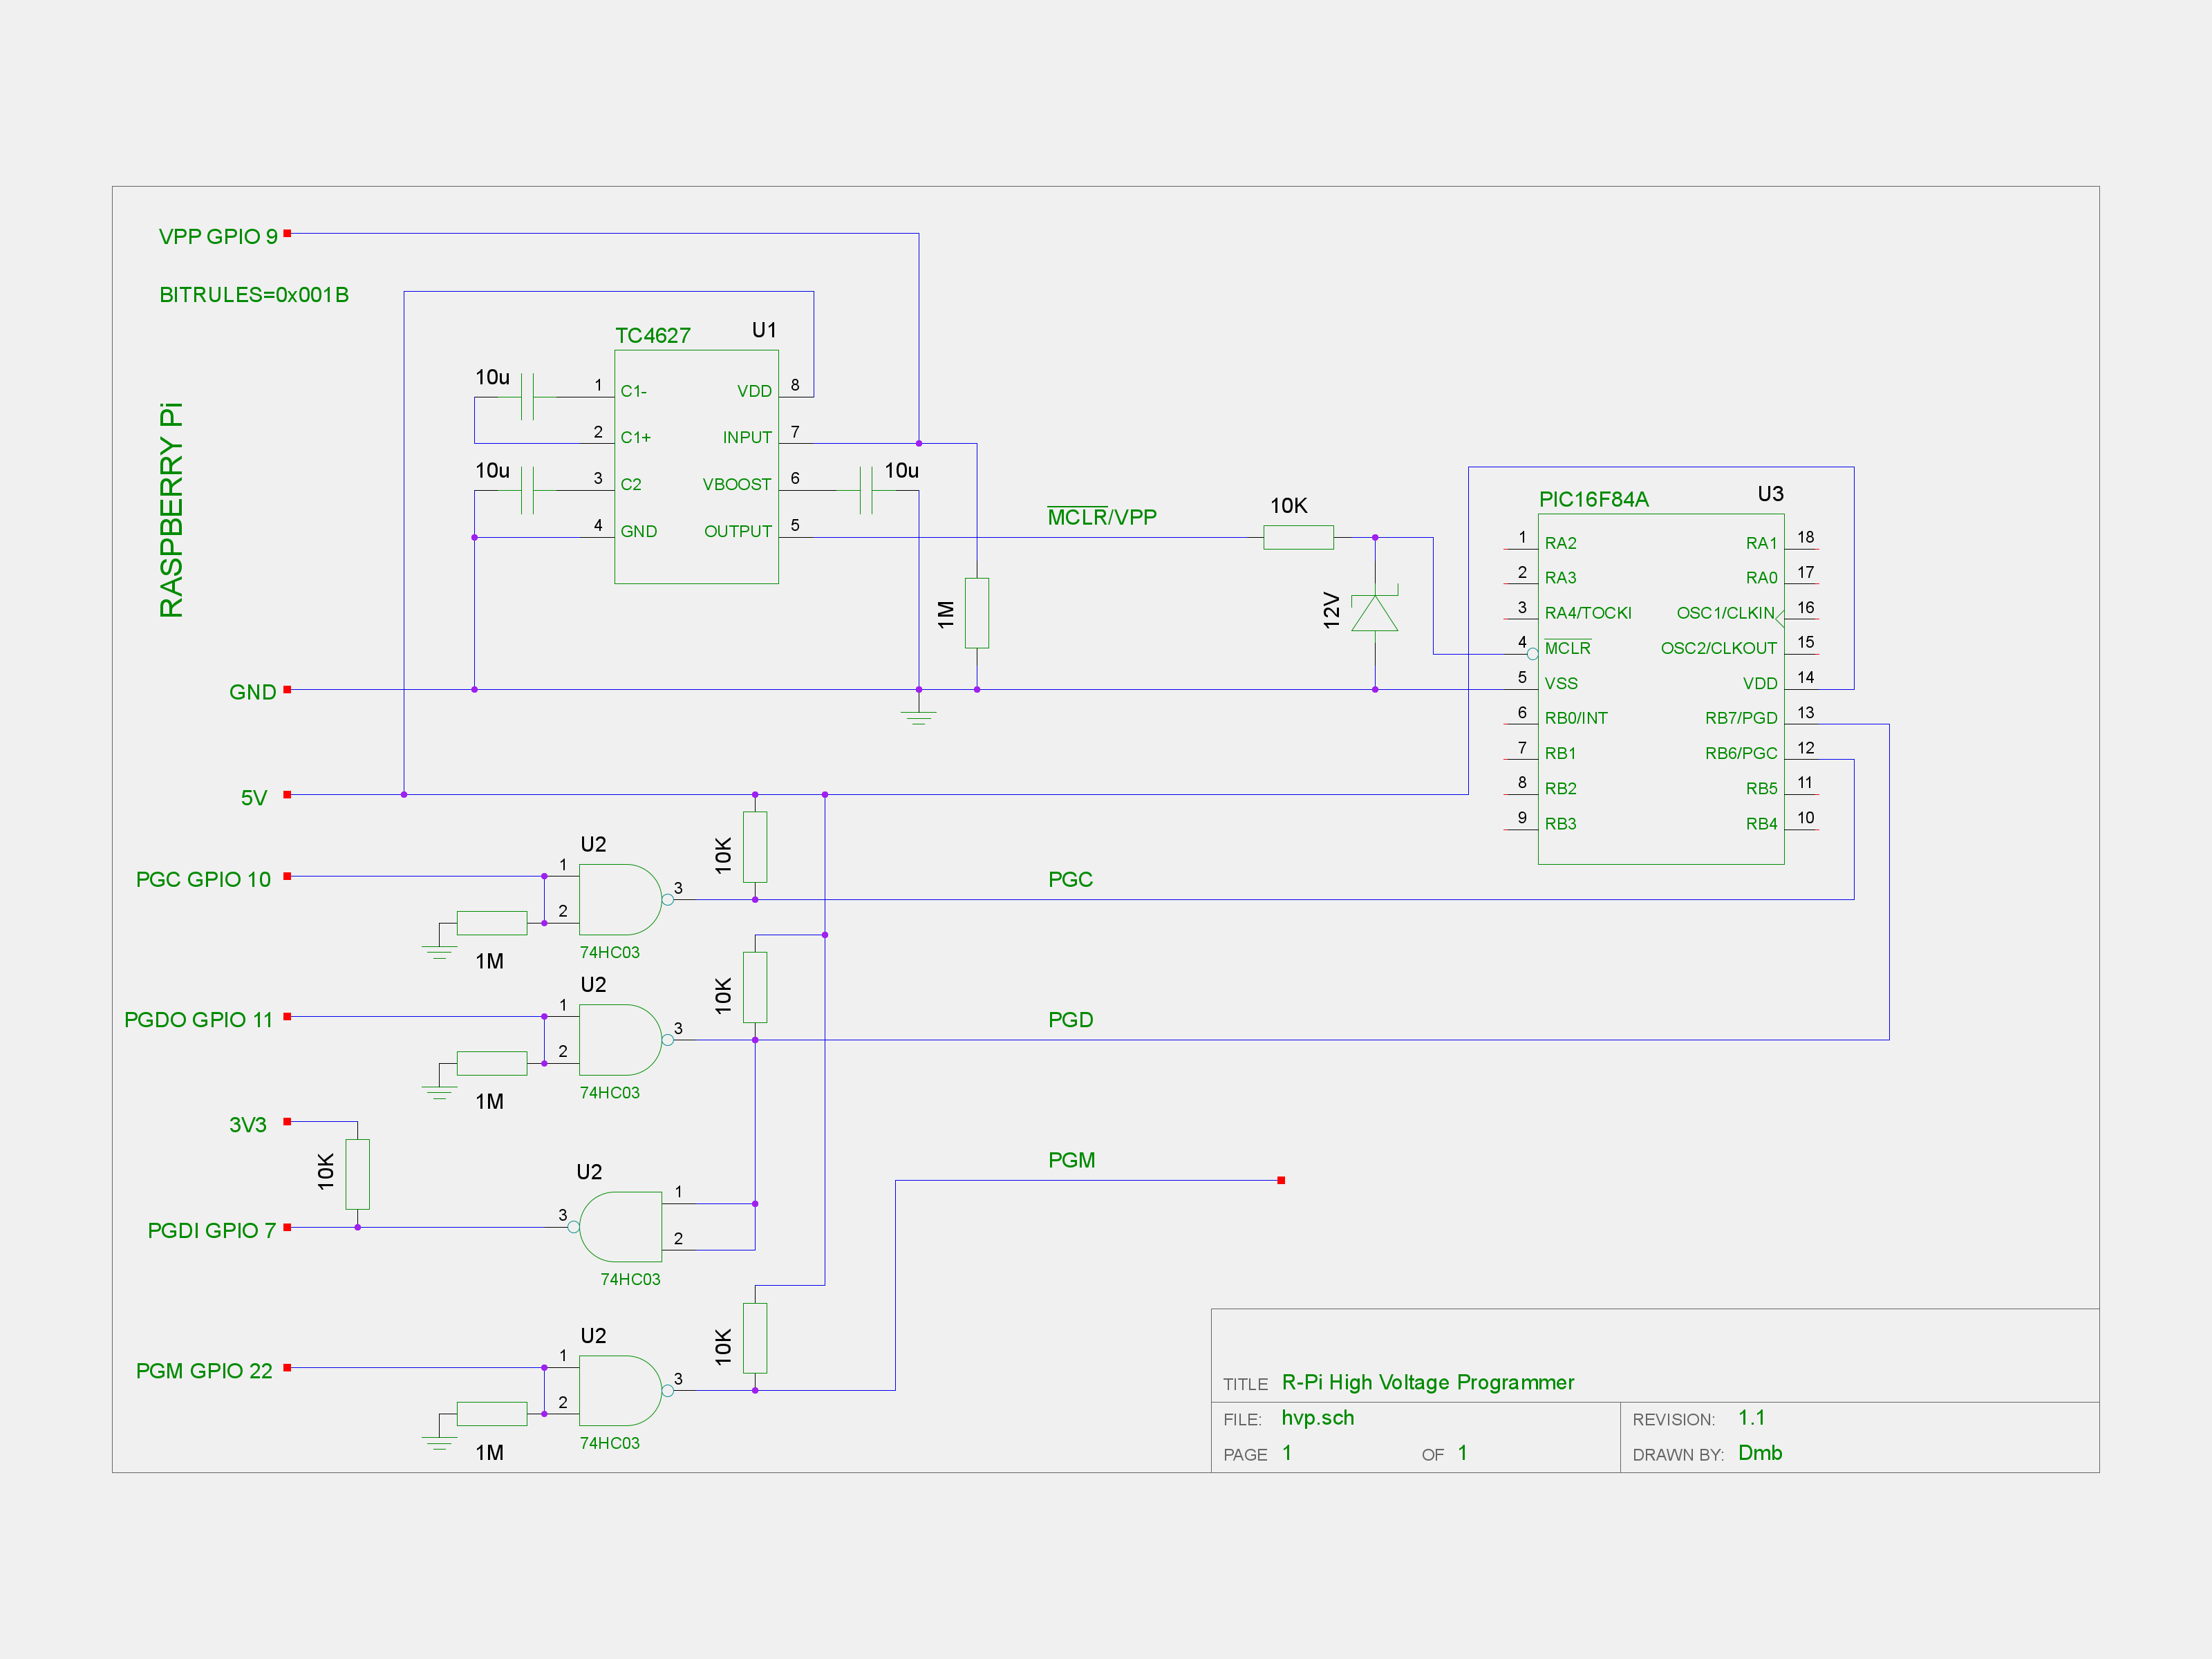 VPP GPIO 9
BITRULES=0x001B
RASPBERRY Pi
TC4627 U1
10u
1 C1- VDD 8
2 C1+ INPUT 7
10u 10u
3 C2 VBOOST 6
4 GND OUTPUT 5
MCLR/VPP
10K
1M
12V
PIC16F84A U3
1 RA2 RA1 18
2 RA3 RA0 17
3 RA4/TOCKI OSC1/CLKIN 16
4 MCLR OSC2/CLKOUT 15
5 VSS VDD 14
6 RB0/INT RB7/PGD 13
7 RB1 RB6/PGC 12
8 RB2 RB5 11
9 RB3 RB4 10
GND
5V
PGC GPIO 10
U2
1
2
3
10K
PGC
1M
74HC03
PGDO GPIO 11
U2
1
2
3
10K
PGD
1M
74HC03
3V3
10K
U2
PGM
PGDI GPIO 7
3
1
2
74HC03
PGM GPIO 22
U2
1
2
3
10K
1M
74HC03
TITLE R-Pi High Voltage Programmer
FILE: hvp.sch REVISION: 1.1
PAGE 1 OF 1 DRAWN BY: Dmb